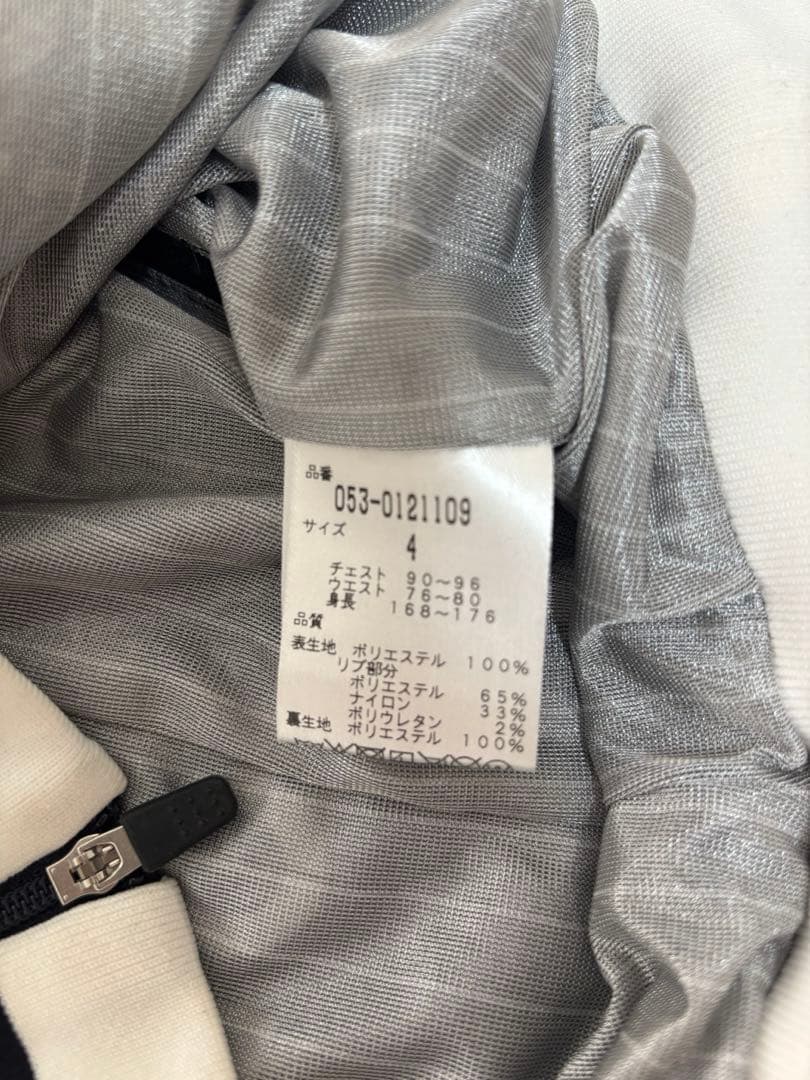 品番
053-0121109
サイズ
4
チェスト 90～96
ウエスト 76～80
身長 168～176
品質
表生地 ポリエステル 100%
リブ部分
ポリエステル 65%
ナイロン 33%
ポリウレタン 2%
裏生地 ポリエステル 100%